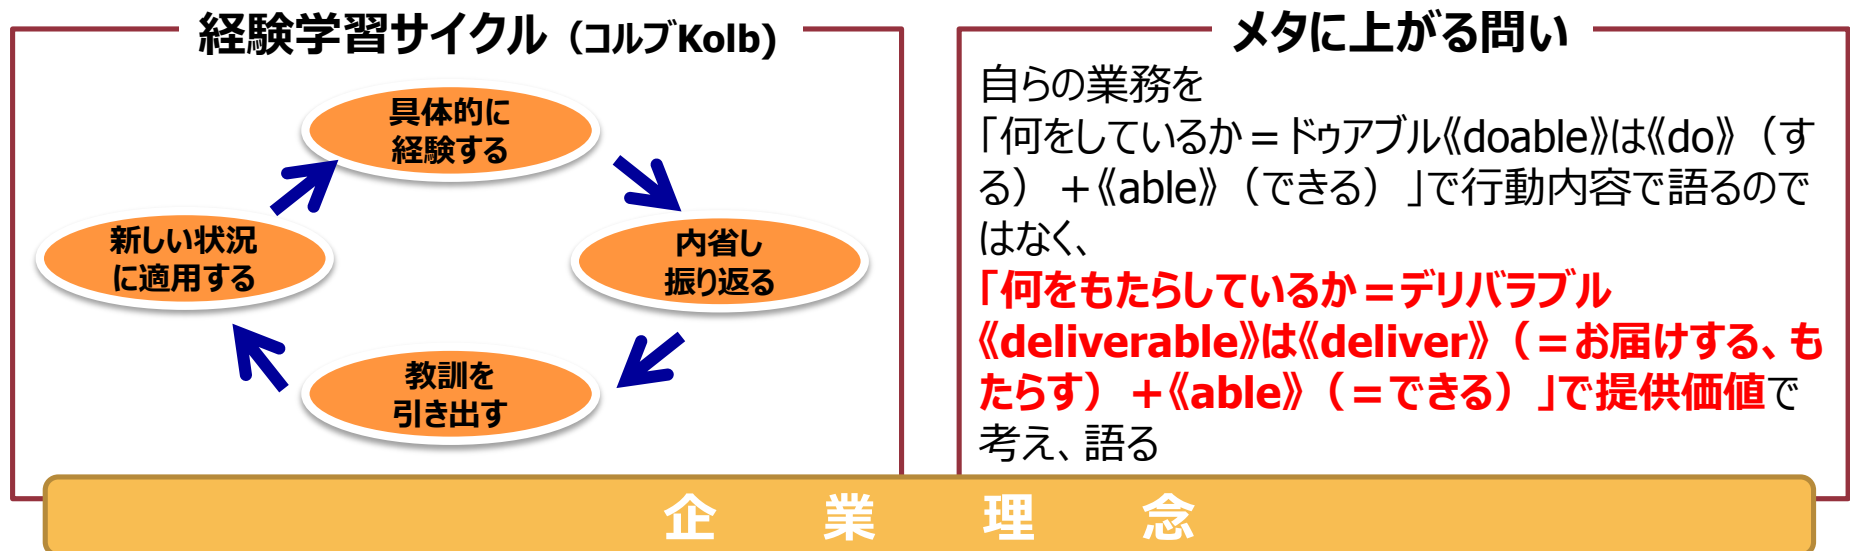 経験学習サイクル（コルブKolb)
具体的に
経験する
内省し
振り返る
教訓を
引き出す
新しい状況
に適用する
メタに上がる問い
自らの業務を
「何をしているか＝ドゥアブル《doable》は《do》（す
る）＋《able》（できる）」で行動内容で語るので
はなく、
「何をもたらしているか＝デリバラブル
《deliverable》は《deliver》（＝お届けする、も
たらす）＋《able》（＝できる）」で提供価値で
考え、語る
企業理念